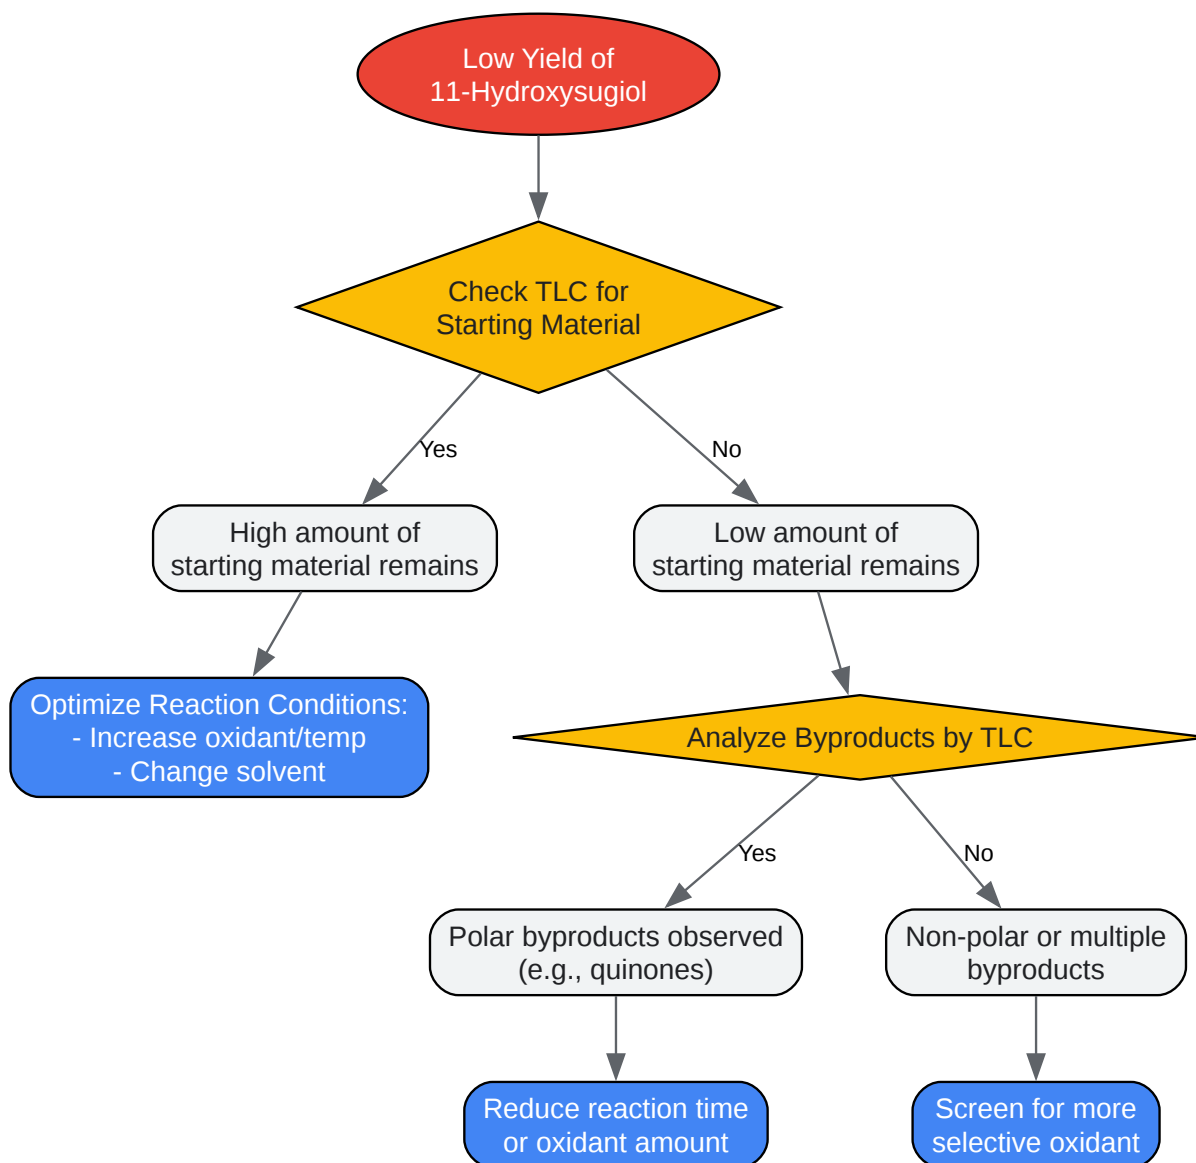 Low Yield of
11-Hydroxysugiol
Check TLC for
Starting Material
Yes
No
High amount of
starting material remains
Low amount of
starting material remains
Optimize Reaction Conditions:
- Increase oxidant/temp
- Change solvent
Analyze Byproducts by TLC
Yes
No
Polar byproducts observed
(e.g., quinones)
Non-polar or multiple
byproducts
Reduce reaction time
or oxidant amount
Screen for more
selective oxidant